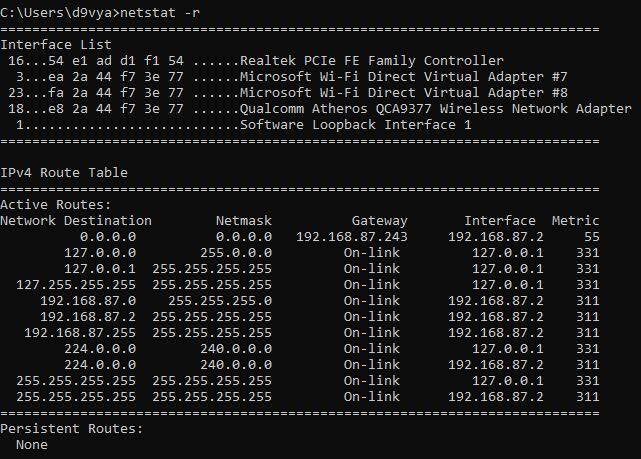 C:\Users\d9vya>netstat -r
===========================================================================
Interface List
 16...54 e1 ad d1 f1 54 ......Realtek PCIe FE Family Controller
  3...ea 2a 44 f7 3e 77 ......Microsoft Wi-Fi Direct Virtual Adapter #7
 23...fa 2a 44 f7 3e 77 ......Microsoft Wi-Fi Direct Virtual Adapter #8
 18...e8 2a 44 f7 3e 77 ......Qualcomm Atheros QCA9377 Wireless Network Adapter
  1...........................Software Loopback Interface 1
===========================================================================
IPv4 Route Table
===========================================================================
Active Routes:
Network Destination        Netmask          Gateway       Interface  Metric
          0.0.0.0          0.0.0.0   192.168.87.243     192.168.87.2     55
        127.0.0.0        255.0.0.0         On-link         127.0.0.1    331
        127.0.0.1  255.255.255.255         On-link         127.0.0.1    331
  127.255.255.255  255.255.255.255         On-link         127.0.0.1    331
     192.168.87.0    255.255.255.0         On-link      192.168.87.2    311
     192.168.87.2  255.255.255.255         On-link      192.168.87.2    311
   192.168.87.255  255.255.255.255         On-link      192.168.87.2    311
        224.0.0.0        240.0.0.0         On-link         127.0.0.1    331
        224.0.0.0        240.0.0.0         On-link      192.168.87.2    311
  255.255.255.255  255.255.255.255         On-link         127.0.0.1    331
  255.255.255.255  255.255.255.255         On-link      192.168.87.2    311
===========================================================================
Persistent Routes:
  None